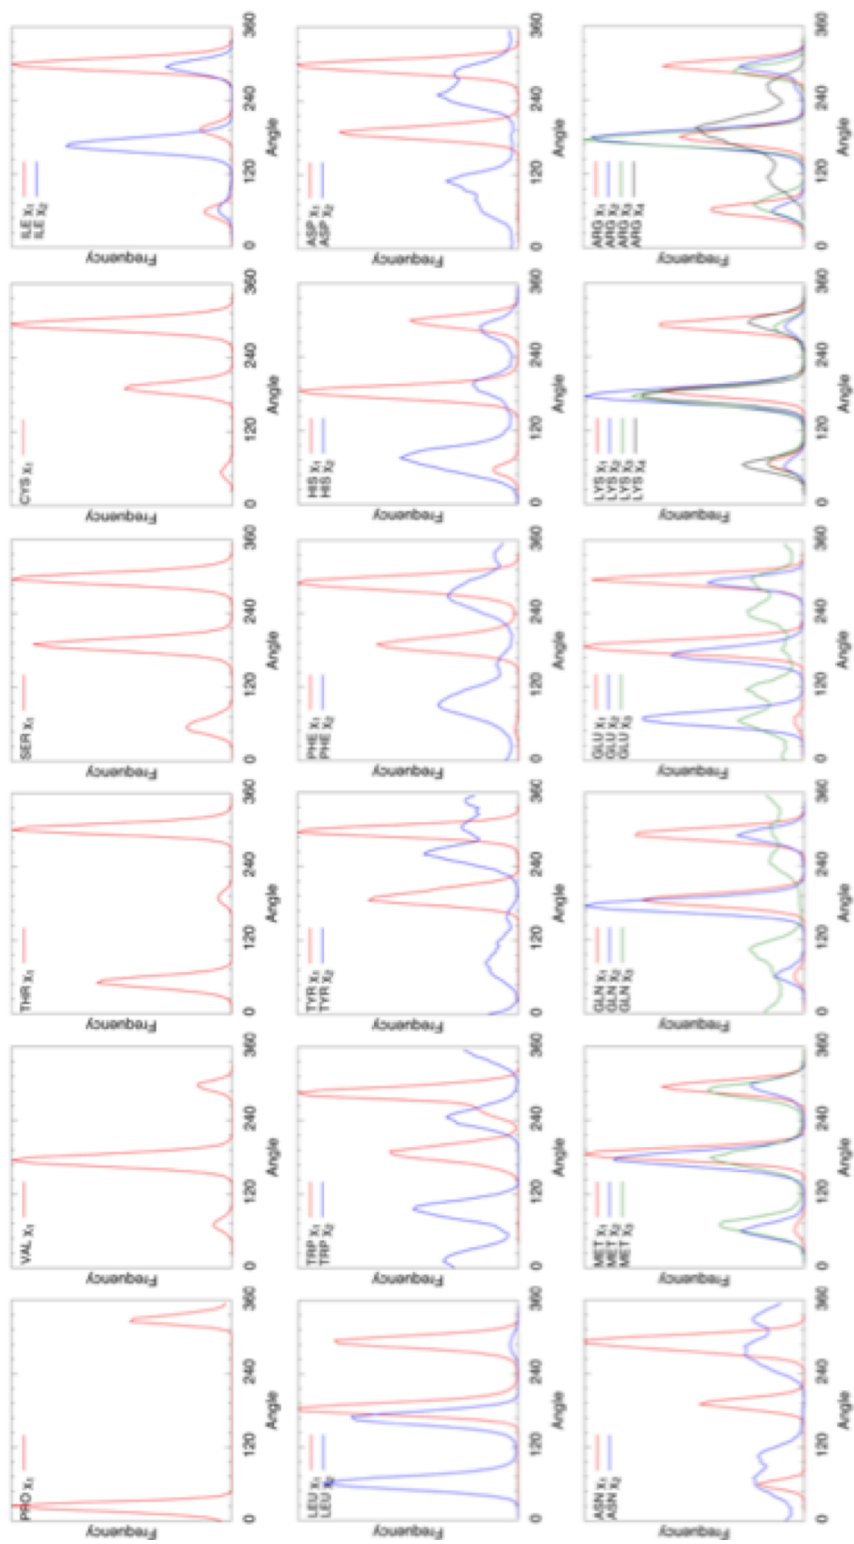 PRO χ₁
Frequency
0 120 240 360
Angle
VAL χ₁
Frequency
0 120 240 360
Angle
THR χ₁
Frequency
0 120 240 360
Angle
SER χ₁
Frequency
0 120 240 360
Angle
CYS χ₁
Frequency
0 120 240 360
Angle
ILE χ₁
ILE χ₂
Frequency
0 120 240 360
Angle
LEU χ₁
LEU χ₂
Frequency
0 120 240 360
Angle
TRP χ₁
TRP χ₂
Frequency
0 120 240 360
Angle
TYR χ₁
TYR χ₂
Frequency
0 120 240 360
Angle
PHE χ₁
PHE χ₂
Frequency
0 120 240 360
Angle
HIS χ₁
HIS χ₂
Frequency
0 120 240 360
Angle
ASP χ₁
ASP χ₂
Frequency
0 120 240 360
Angle
ASN χ₁
ASN χ₂
Frequency
0 120 240 360
Angle
MET χ₁
MET χ₂
MET χ₃
Frequency
0 120 240 360
Angle
GLN χ₁
GLN χ₂
GLN χ₃
Frequency
0 120 240 360
Angle
GLU χ₁
GLU χ₂
GLU χ₃
Frequency
0 120 240 360
Angle
LYS χ₁
LYS χ₂
LYS χ₃
LYS χ₄
Frequency
0 120 240 360
Angle
ARG χ₁
ARG χ₂
ARG χ₃
ARG χ₄
Frequency
0 120 240 360
Angle